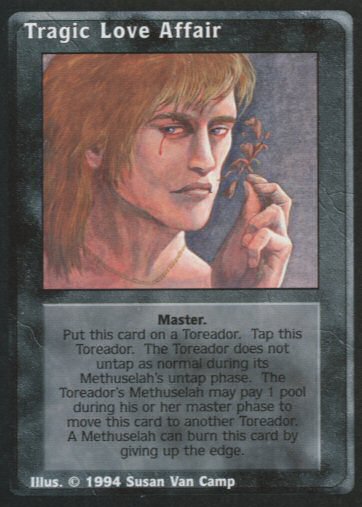 Tragic Love Affair
Master.
Put this card on a Toreador. Tap this
Toreador. The Toreador does not
untap as normal during its
Methuselah's untap phase. The
Toreador's Methuselah may pay 1 pool
during his or her master phase to
move this card to another Toreador.
A Methuselah can burn this card by
giving up the edge.
Illus. © 1994 Susan Van Camp